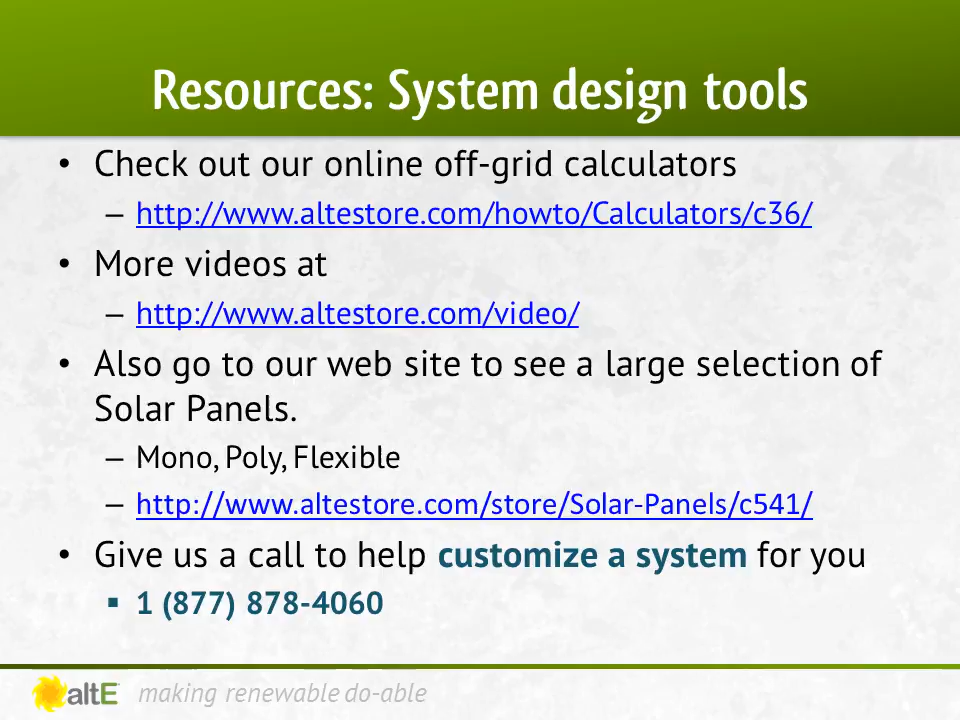 Resources: System design tools
• Check out our online off-grid calculators
– http://www.altestore.com/howto/Calculators/c36/
• More videos at
– http://www.altestore.com/video/
• Also go to our web site to see a large selection of
Solar Panels.
– Mono, Poly, Flexible
– http://www.altestore.com/store/Solar-Panels/c541/
• Give us a call to help customize a system for you
▪ 1 (877) 878-4060
altE making renewable do-able